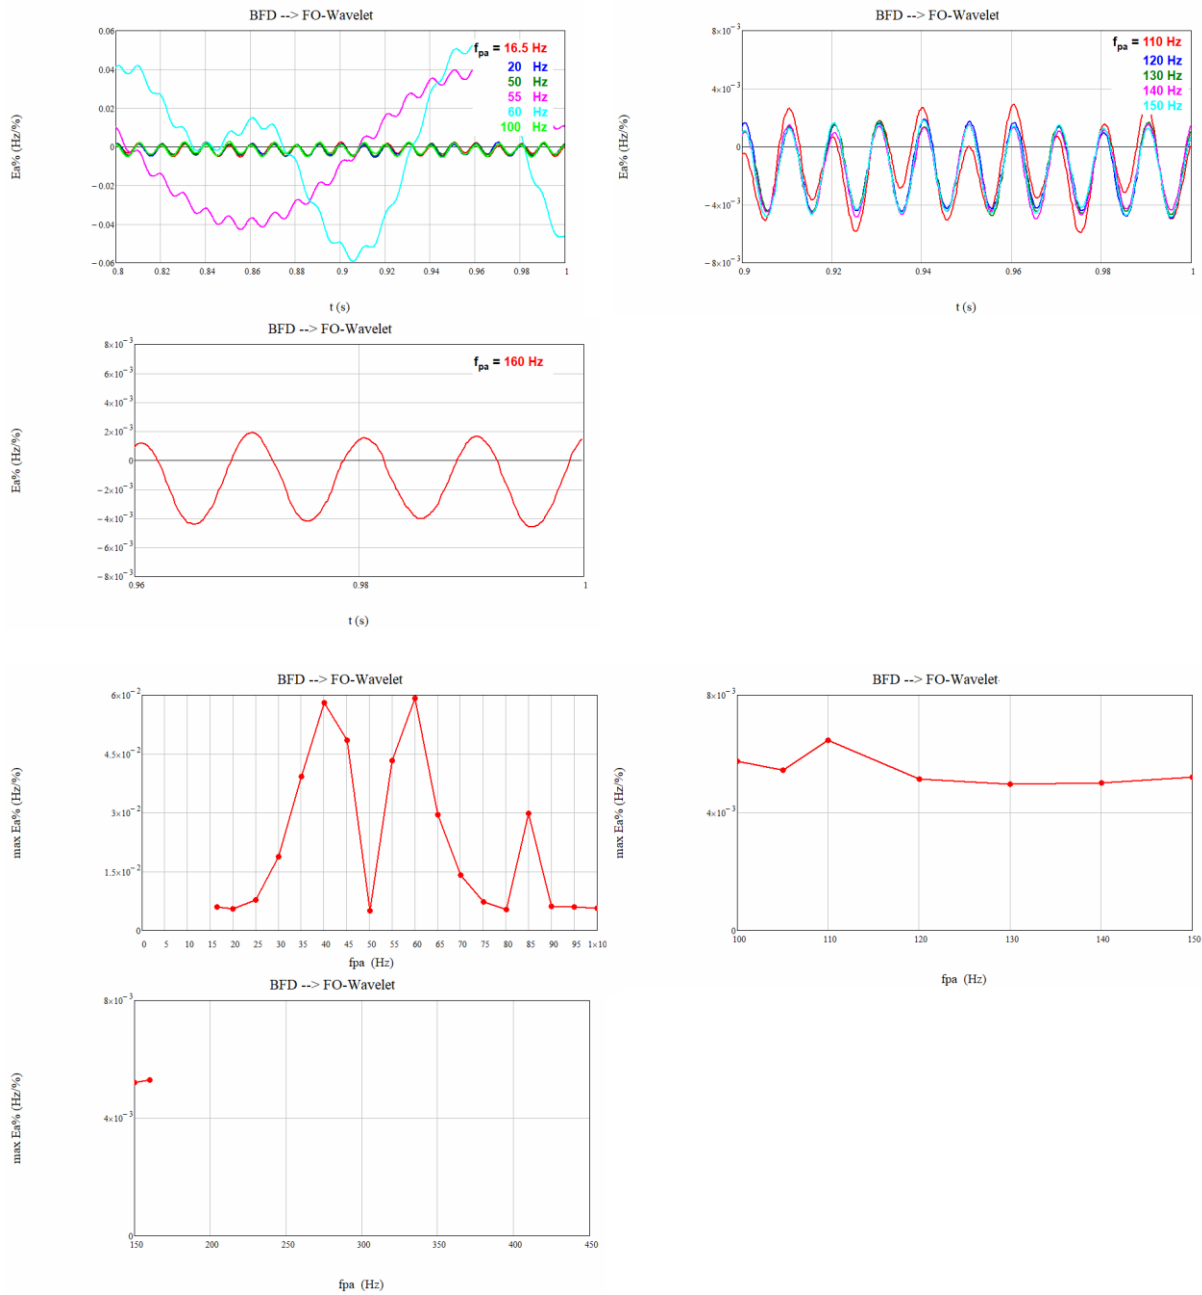 BFD --> FO-Wavelet
Ea% (Hz/%)
0.06
0.04
0.02
0
−0.02
−0.04
−0.06
fpa = 16.5 Hz
20 Hz
50 Hz
55 Hz
60 Hz
100 Hz
0.8 0.82 0.84 0.86 0.88 0.9 0.92 0.94 0.96 0.98 1
t (s)
BFD --> FO-Wavelet
Ea% (Hz/%)
8×10−3
4×10−3
0
−4×10−3
−8×10−3
fpa = 110 Hz
120 Hz
130 Hz
140 Hz
150 Hz
0.9 0.92 0.94 0.96 0.98 1
t (s)
BFD --> FO-Wavelet
Ea% (Hz/%)
8×10−3
6×10−3
4×10−3
2×10−3
0
−2×10−3
−4×10−3
−6×10−3
−8×10−3
fpa = 160 Hz
0.96 0.98 1
t (s)
BFD --> FO-Wavelet
max Ea% (Hz/%)
6×10−2
4.5×10−2
3×10−2
1.5×10−2
0
0 5 10 15 20 25 30 35 40 45 50 55 60 65 70 75 80 85 90 95 1×10
fpa (Hz)
BFD --> FO-Wavelet
max Ea% (Hz/%)
8×10−3
4×10−3
0
100 110 120 130 140 150
fpa (Hz)
BFD --> FO-Wavelet
max Ea% (Hz/%)
8×10−3
4×10−3
0
150 200 250 300 350 400 450
fpa (Hz)